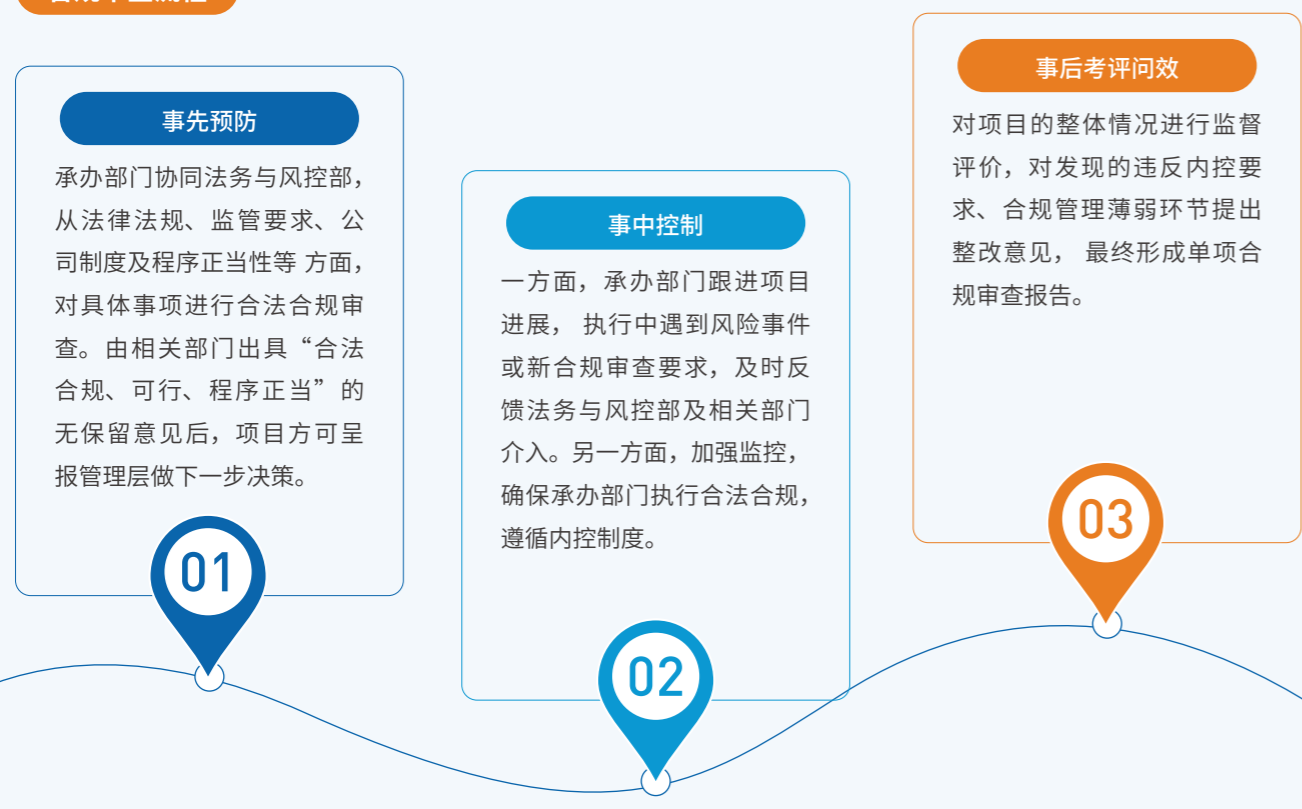 事先预防
承办部门协同法务与风控部，
从法律法规、监管要求、公
司制度及程序正当性等 方面，
对具体事项进行合法合规审
查。由相关部门出具“合法
合规、可行、程序正当”的
无保留意见后，项目方可呈
报管理层做下一步决策。
01
事中控制
一方面，承办部门跟进项目
进展， 执行中遇到风险事件
或新合规审查要求，及时反
馈法务与风控部及相关部门
介入。另一方面，加强监控，
确保承办部门执行合法合规，
遵循内控制度。
02
事后考评问效
对项目的整体情况进行监督
评价，对发现的违反内控要
求、合规管理薄弱环节提出
整改意见， 最终形成单项合
规审查报告。
03